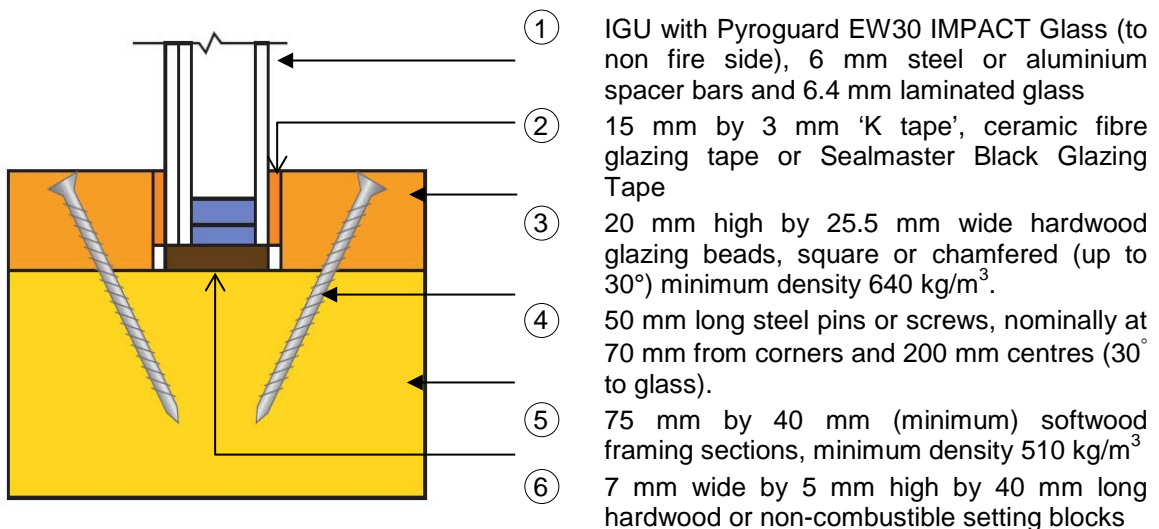 1 IGU with Pyroguard EW30 IMPACT Glass (to
non fire side), 6 mm steel or aluminium
spacer bars and 6.4 mm laminated glass
2 15 mm by 3 mm ‘K tape’, ceramic fibre
glazing tape or Sealmaster Black Glazing
Tape
3 20 mm high by 25.5 mm wide hardwood
glazing beads, square or chamfered (up to
30°) minimum density 640 kg/m³.
4 50 mm long steel pins or screws, nominally at
70 mm from corners and 200 mm centres (30°
to glass).
5 75 mm by 40 mm (minimum) softwood
framing sections, minimum density 510 kg/m³
6 7 mm wide by 5 mm high by 40 mm long
hardwood or non-combustible setting blocks